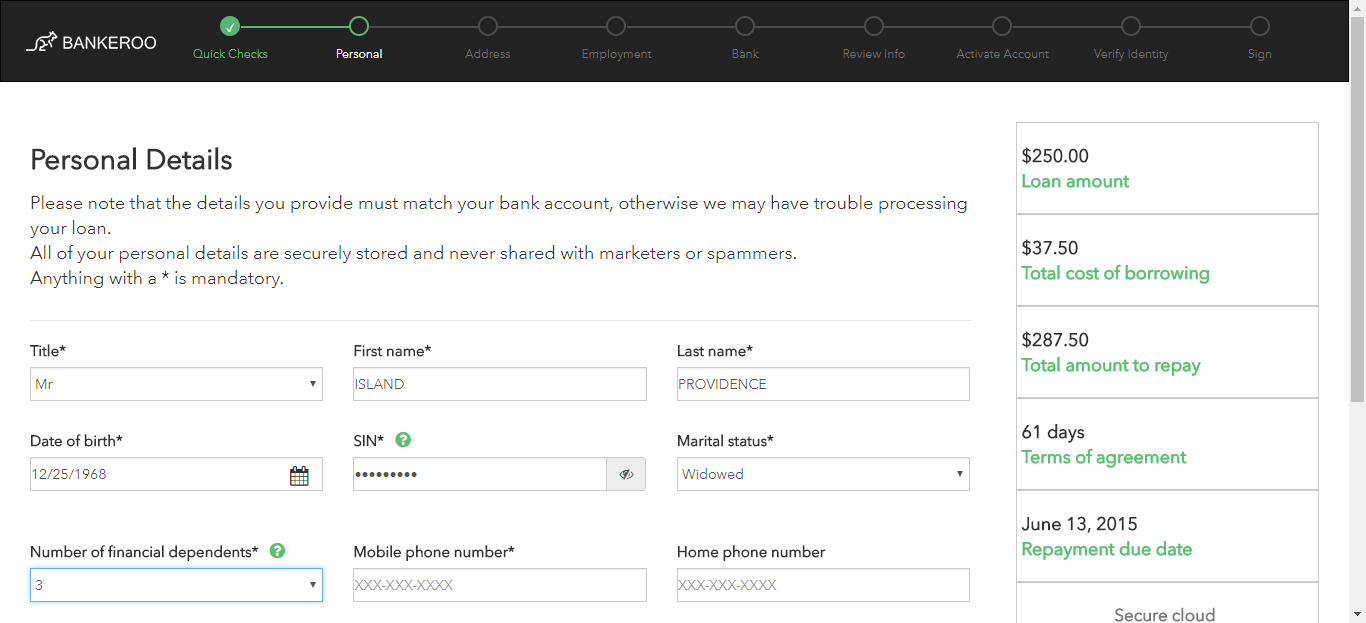 BANKEROO
Quick Checks
Personal
Address
Employment
Bank
Review Info
Activate Account
Verify Identity
Sign
Personal Details
Please note that the details you provide must match your bank account, otherwise we may have trouble processing
your loan.
All of your personal details are securely stored and never shared with marketers or spammers.
Anything with a * is mandatory.
Title*
First name*
Last name*
Mr
ISLAND
PROVIDENCE
Date of birth*
SIN* ?
Marital status*
12/25/1968
•••••••••
Widowed
Number of financial dependents* ?
Mobile phone number*
Home phone number
3
XXX-XXX-XXXX
XXX-XXX-XXXX
$250.00
Loan amount
$37.50
Total cost of borrowing
$287.50
Total amount to repay
61 days
Terms of agreement
June 13, 2015
Repayment due date
Secure cloud